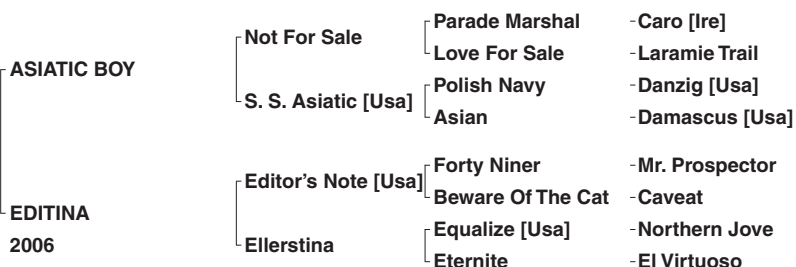 Parade Marshal - Caro [Ire]
Not For Sale
Love For Sale - Laramie Trail
ASIATIC BOY
Polish Navy - Danzig [Usa]
S. S. Asiatic [Usa]
Asian - Damascus [Usa]
Forty Niner - Mr. Prospector
Editor's Note [Usa]
Beware Of The Cat - Caveat
EDITINA
Equalize [Usa] - Northern Jove
2006 Ellerstina
Eternite - El Virtuoso